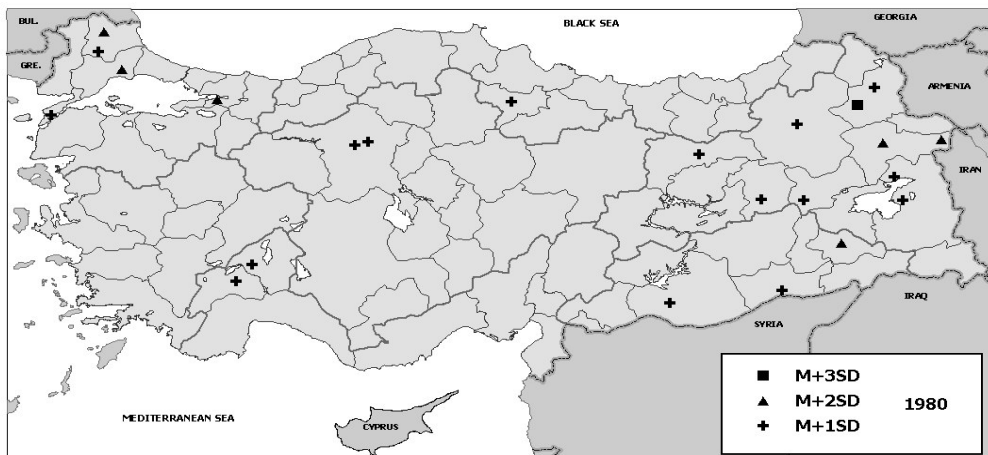 BUL.
BLACK SEA
GEORGIA
GRE.
ARMENIA
IRAN
IRAQ
SYRIA
M+3SD
M+2SD
1980
M+1SD
MEDITERRANEAN SEA
CYPRUS